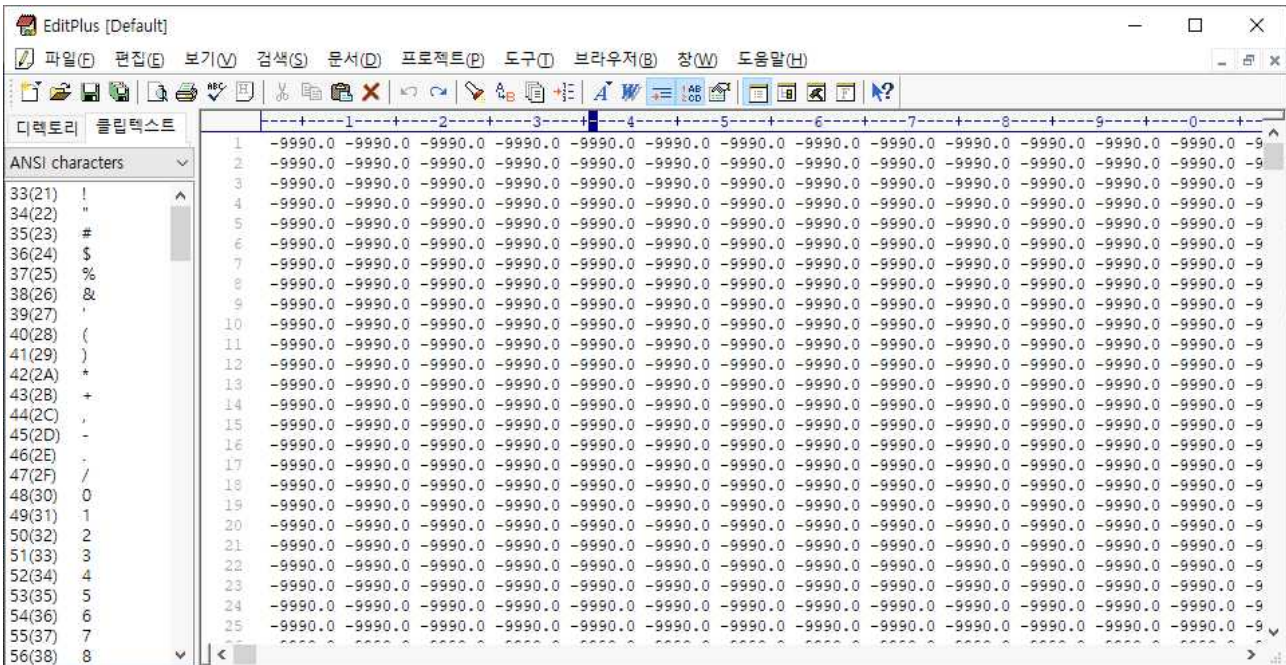 EditPlus [Default]
파일(F) 편집(E) 보기(V) 검색(S) 문서(D) 프로젝트(P) 도구(T) 브라우저(B) 창(W) 도움말(H)
디렉토리 클립텍스트
ANSI characters
33(21) !
34(22) "
35(23) #
36(24) $
37(25) %
38(26) &
39(27) '
40(28) (
41(29) )
42(2A) *
43(2B) +
44(2C) ,
45(2D) -
46(2E) .
47(2F) /
48(30) 0
49(31) 1
50(32) 2
51(33) 3
52(34) 4
53(35) 5
54(36) 6
55(37) 7
56(38) 8
----+----1----+----2----+----3----+----4----+----5----+----6----+----7----+----8----+----9----+----0----+--
1 -9990.0 -9990.0 -9990.0 -9990.0 -9990.0 -9990.0 -9990.0 -9990.0 -9990.0 -9990.0 -9990.0 -9990.0 -9990.0 -9
2 -9990.0 -9990.0 -9990.0 -9990.0 -9990.0 -9990.0 -9990.0 -9990.0 -9990.0 -9990.0 -9990.0 -9990.0 -9990.0 -9
3 -9990.0 -9990.0 -9990.0 -9990.0 -9990.0 -9990.0 -9990.0 -9990.0 -9990.0 -9990.0 -9990.0 -9990.0 -9990.0 -9
4 -9990.0 -9990.0 -9990.0 -9990.0 -9990.0 -9990.0 -9990.0 -9990.0 -9990.0 -9990.0 -9990.0 -9990.0 -9990.0 -9
5 -9990.0 -9990.0 -9990.0 -9990.0 -9990.0 -9990.0 -9990.0 -9990.0 -9990.0 -9990.0 -9990.0 -9990.0 -9990.0 -9
6 -9990.0 -9990.0 -9990.0 -9990.0 -9990.0 -9990.0 -9990.0 -9990.0 -9990.0 -9990.0 -9990.0 -9990.0 -9990.0 -9
7 -9990.0 -9990.0 -9990.0 -9990.0 -9990.0 -9990.0 -9990.0 -9990.0 -9990.0 -9990.0 -9990.0 -9990.0 -9990.0 -9
8 -9990.0 -9990.0 -9990.0 -9990.0 -9990.0 -9990.0 -9990.0 -9990.0 -9990.0 -9990.0 -9990.0 -9990.0 -9990.0 -9
9 -9990.0 -9990.0 -9990.0 -9990.0 -9990.0 -9990.0 -9990.0 -9990.0 -9990.0 -9990.0 -9990.0 -9990.0 -9990.0 -9
10 -9990.0 -9990.0 -9990.0 -9990.0 -9990.0 -9990.0 -9990.0 -9990.0 -9990.0 -9990.0 -9990.0 -9990.0 -9990.0 -9
11 -9990.0 -9990.0 -9990.0 -9990.0 -9990.0 -9990.0 -9990.0 -9990.0 -9990.0 -9990.0 -9990.0 -9990.0 -9990.0 -9
12 -9990.0 -9990.0 -9990.0 -9990.0 -9990.0 -9990.0 -9990.0 -9990.0 -9990.0 -9990.0 -9990.0 -9990.0 -9990.0 -9
13 -9990.0 -9990.0 -9990.0 -9990.0 -9990.0 -9990.0 -9990.0 -9990.0 -9990.0 -9990.0 -9990.0 -9990.0 -9990.0 -9
14 -9990.0 -9990.0 -9990.0 -9990.0 -9990.0 -9990.0 -9990.0 -9990.0 -9990.0 -9990.0 -9990.0 -9990.0 -9990.0 -9
15 -9990.0 -9990.0 -9990.0 -9990.0 -9990.0 -9990.0 -9990.0 -9990.0 -9990.0 -9990.0 -9990.0 -9990.0 -9990.0 -9
16 -9990.0 -9990.0 -9990.0 -9990.0 -9990.0 -9990.0 -9990.0 -9990.0 -9990.0 -9990.0 -9990.0 -9990.0 -9990.0 -9
17 -9990.0 -9990.0 -9990.0 -9990.0 -9990.0 -9990.0 -9990.0 -9990.0 -9990.0 -9990.0 -9990.0 -9990.0 -9990.0 -9
18 -9990.0 -9990.0 -9990.0 -9990.0 -9990.0 -9990.0 -9990.0 -9990.0 -9990.0 -9990.0 -9990.0 -9990.0 -9990.0 -9
19 -9990.0 -9990.0 -9990.0 -9990.0 -9990.0 -9990.0 -9990.0 -9990.0 -9990.0 -9990.0 -9990.0 -9990.0 -9990.0 -9
20 -9990.0 -9990.0 -9990.0 -9990.0 -9990.0 -9990.0 -9990.0 -9990.0 -9990.0 -9990.0 -9990.0 -9990.0 -9990.0 -9
21 -9990.0 -9990.0 -9990.0 -9990.0 -9990.0 -9990.0 -9990.0 -9990.0 -9990.0 -9990.0 -9990.0 -9990.0 -9990.0 -9
22 -9990.0 -9990.0 -9990.0 -9990.0 -9990.0 -9990.0 -9990.0 -9990.0 -9990.0 -9990.0 -9990.0 -9990.0 -9990.0 -9
23 -9990.0 -9990.0 -9990.0 -9990.0 -9990.0 -9990.0 -9990.0 -9990.0 -9990.0 -9990.0 -9990.0 -9990.0 -9990.0 -9
24 -9990.0 -9990.0 -9990.0 -9990.0 -9990.0 -9990.0 -9990.0 -9990.0 -9990.0 -9990.0 -9990.0 -9990.0 -9990.0 -9
25 -9990.0 -9990.0 -9990.0 -9990.0 -9990.0 -9990.0 -9990.0 -9990.0 -9990.0 -9990.0 -9990.0 -9990.0 -9990.0 -9